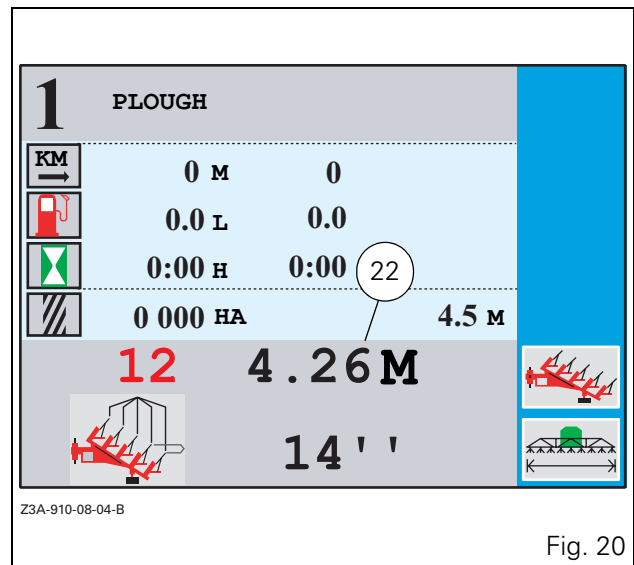 1 PLOUGH
KM
0 M 0
0.0 L 0.0
0:00 H 0:00
22
0 000 HA 4.5 M
12 4.26 M
14''
Z3A-910-08-04-B
Fig. 20